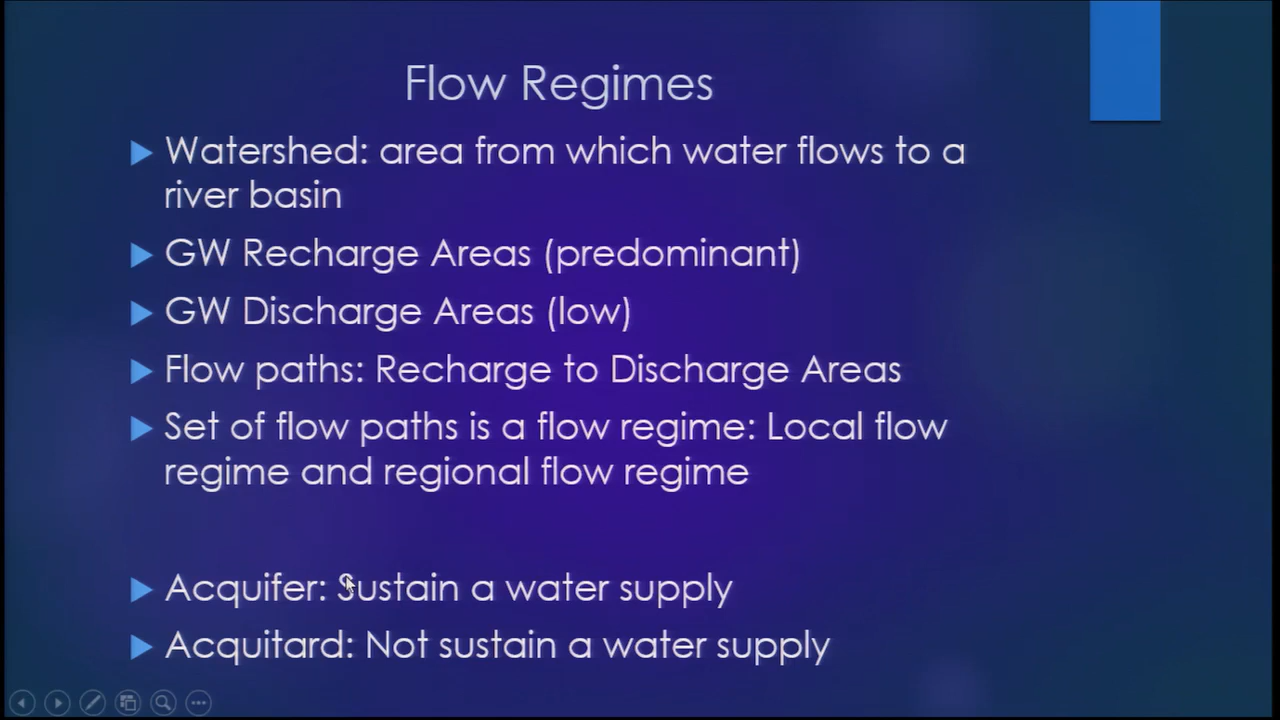 Flow Regimes
Watershed: area from which water flows to a
river basin
GW Recharge Areas (predominant)
GW Discharge Areas (low)
Flow paths: Recharge to Discharge Areas
Set of flow paths is a flow regime: Local flow
regime and regional flow regime
Acquifer: Sustain a water supply
Acquitard: Not sustain a water supply